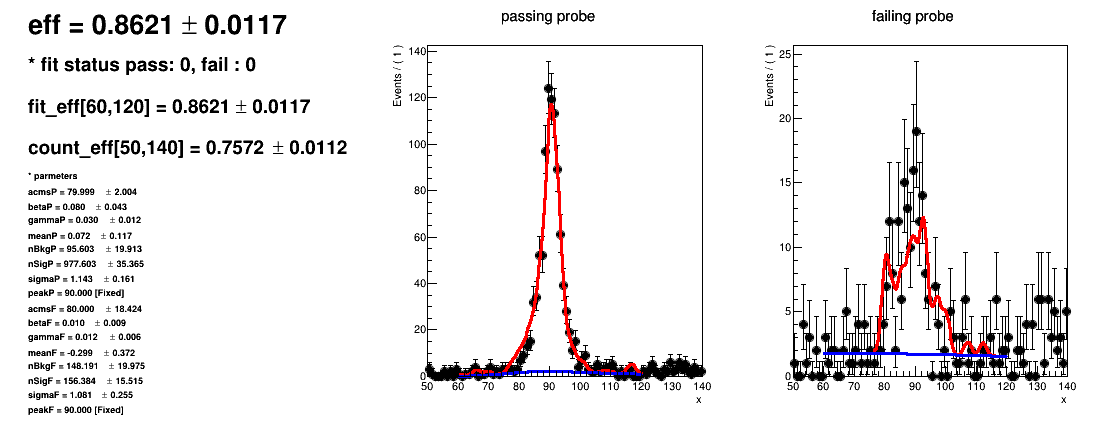 eff = 0.8621 ± 0.0117
* fit status pass: 0, fail : 0
fit_eff[60,120] = 0.8621 ± 0.0117
count_eff[50,140] = 0.7572 ± 0.0112
* parmeters
acmsP = 79.999 ± 2.004
betaP = 0.080 ± 0.043
gammaP = 0.030 ± 0.012
meanP = 0.072 ± 0.117
nBkgP = 95.603 ± 19.913
nSigP = 977.603 ± 35.365
sigmaP = 1.143 ± 0.161
peakP = 90.000 [Fixed]
acmsF = 80.000 ± 18.424
betaF = 0.010 ± 0.009
gammaF = 0.012 ± 0.006
meanF = -0.299 ± 0.372
nBkgF = 148.191 ± 19.975
nSigF = 156.384 ± 15.515
sigmaF = 1.081 ± 0.255
peakF = 90.000 [Fixed]
passing probe
Events / ( 1 )
140
120
100
80
60
40
20
0
50 60 70 80 90 100 110 120 130 140
x
failing probe
Events / ( 1 )
25
20
15
10
5
0
50 60 70 80 90 100 110 120 130 140
x